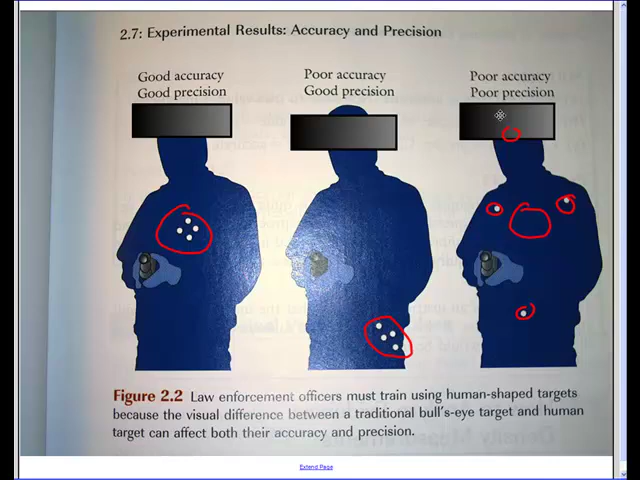 2.7: Experimental Results: Accuracy and Precision
Good accuracy
Good precision
Poor accuracy
Good precision
Poor accuracy
Poor precision
Figure 2.2 Law enforcement officers must train using human-shaped targets
because the visual difference between a traditional bull's-eye target and human
target can affect both their accuracy and precision.
Extend Page